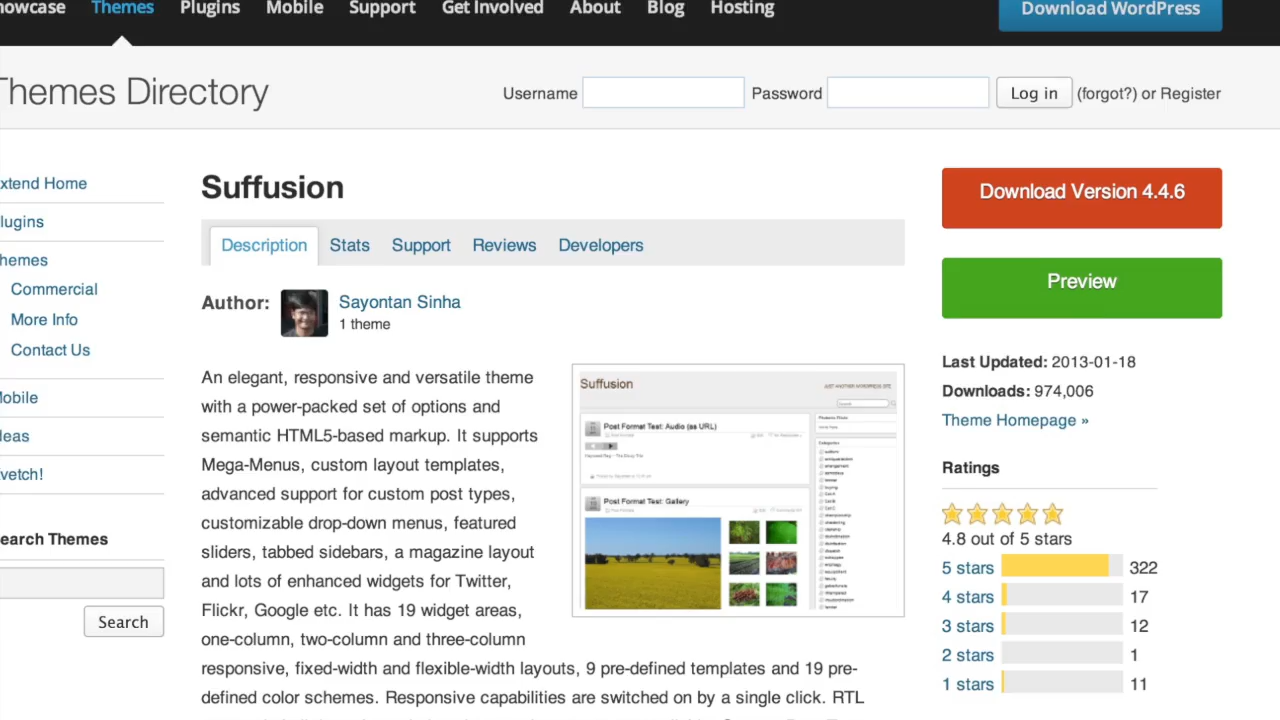 howcase Themes Plugins Mobile Support Get Involved About Blog Hosting Download WordPress
Themes Directory
Username Password Log in (forgot?) or Register
xtend Home
lugins
hemes
Commercial
More Info
Contact Us
Mobile
deas
vetch!
earch Themes
Search
Suffusion
Description Stats Support Reviews Developers
Author: Sayontan Sinha
1 theme
An elegant, responsive and versatile theme
with a power-packed set of options and
semantic HTML5-based markup. It supports
Mega-Menus, custom layout templates,
advanced support for custom post types,
customizable drop-down menus, featured
sliders, tabbed sidebars, a magazine layout
and lots of enhanced widgets for Twitter,
Flickr, Google etc. It has 19 widget areas,
one-column, two-column and three-column
responsive, fixed-width and flexible-width layouts, 9 pre-defined templates and 19 pre-
defined color schemes. Responsive capabilities are switched on by a single click. RTL
Suffusion
JUST ANOTHER WORDPRESS SITE
Post Format Test: Audio (as URL)
Post Format Test: Gallery
Download Version 4.4.6
Preview
Last Updated: 2013-01-18
Downloads: 974,006
Theme Homepage »
Ratings
4.8 out of 5 stars
5 stars 322
4 stars 17
3 stars 12
2 stars 1
1 stars 11